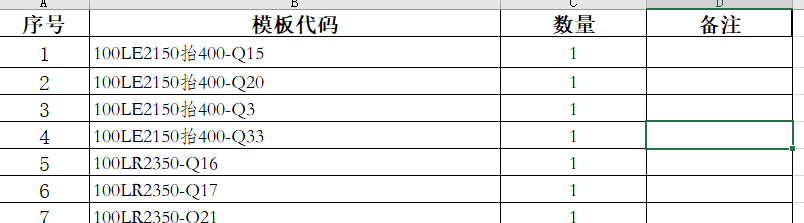 A B C D
序号 模板代码 数量 备注
1 100LE2150抬400-Q15 1
2 100LE2150抬400-Q20 1
3 100LE2150抬400-Q3 1
4 100LE2150抬400-Q33 1
5 100LR2350-Q16 1
6 100LR2350-Q17 1
7 100LR2350-Q21 1